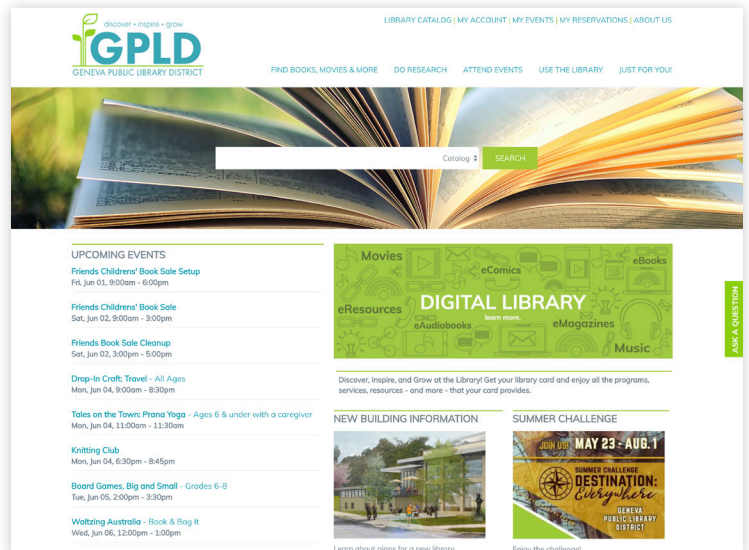 discover • inspire • grow
GPLD
GENEVA PUBLIC LIBRARY DISTRICT
LIBRARY CATALOG | MY ACCOUNT | MY EVENTS | MY RESERVATIONS | ABOUT US
FIND BOOKS, MOVIES & MORE DO RESEARCH ATTEND EVENTS USE THE LIBRARY JUST FOR YOU!
Catalog SEARCH
UPCOMING EVENTS
Friends Childrens' Book Sale Setup
Fri, Jun 01, 9:00am - 6:00pm
Friends Childrens' Book Sale
Sat, Jun 02, 9:00am - 3:00pm
Friends Book Sale Cleanup
Sat, Jun 02, 3:00pm - 5:00pm
Drop-In Craft: Travel - All Ages
Mon, Jun 04, 9:00am - 8:30pm
Tales on the Town: Prana Yoga - Ages 6 & under with a caregiver
Mon, Jun 04, 11:00am - 11:30am
Knitting Club
Mon, Jun 04, 6:30pm - 8:45pm
Board Games, Big and Small - Grades 6-8
Tue, Jun 05, 2:00pm - 3:30pm
Waltzing Australia - Book & Bag It
Wed, Jun 06, 12:00pm - 1:00pm
Movies
eComics
eBooks
eResources
DIGITAL LIBRARY
learn more.
eAudiobooks
eMagazines
Music
Discover, Inspire, and Grow at the Library! Get your library card and enjoy all the programs,
services, resources - and more - that your card provides.
NEW BUILDING INFORMATION
Learn about plans for a new library
SUMMER CHALLENGE
JOIN US! MAY 23 - AUG. 1
SUMMER CHALLENGE
DESTINATION:
Everywhere
GENEVA
PUBLIC LIBRARY
DISTRICT
Enjoy the challenge!
ASK A QUESTION